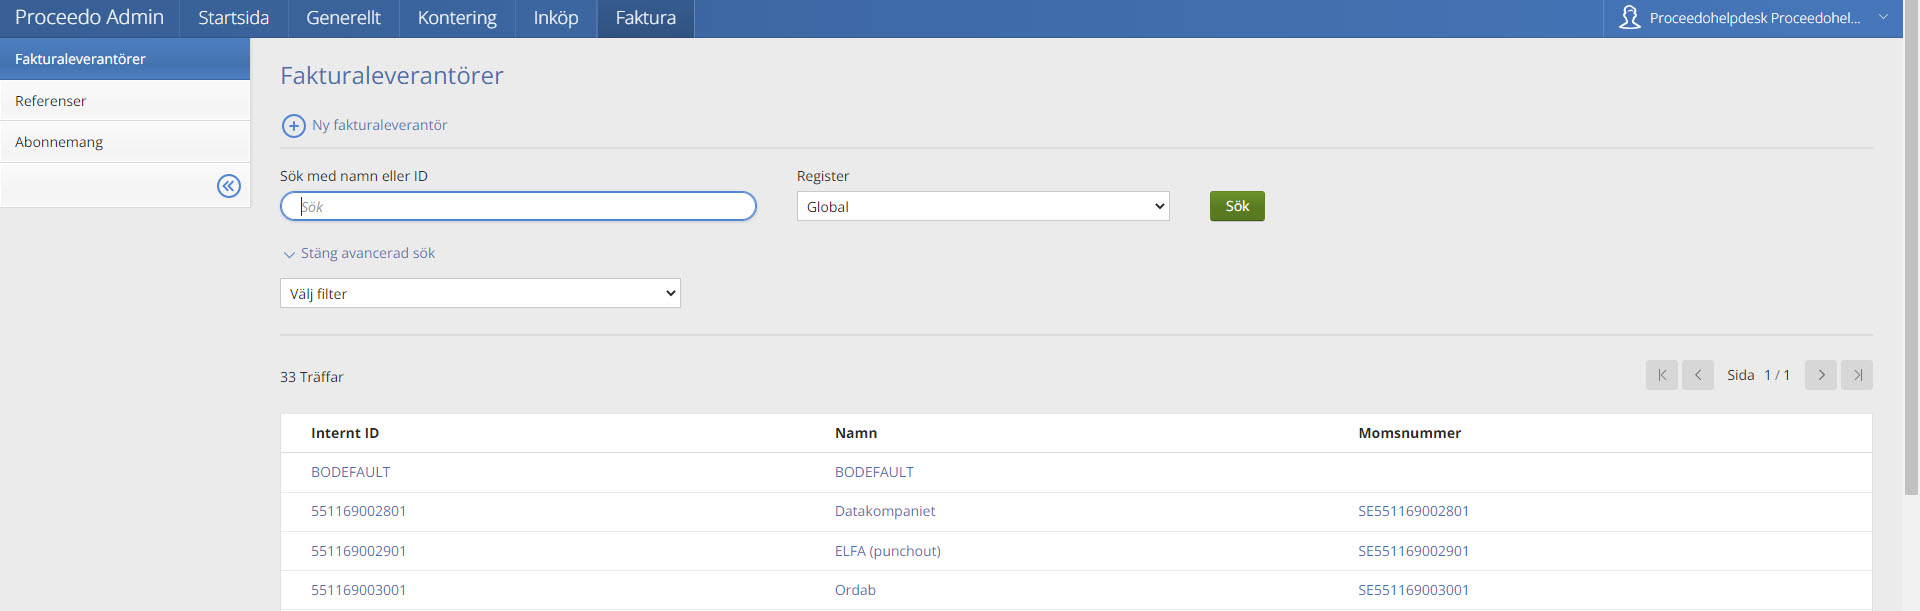 Proceedo Admin Startsida Generellt Kontering Inköp Faktura Proceedohelpdesk Proceedohel...
Fakturaleverantörer
Referenser
Abonnemang
Fakturaleverantörer
Ny fakturaleverantör
Sök med namn eller ID Register
Sök Global Sök
Stäng avancerad sök
Välj filter
33 Träffar Sida 1 / 1
Internt ID Namn Momsnummer
BODEFAULT BODEFAULT
551169002801 Datakompaniet SE551169002801
551169002901 ELFA (punchout) SE551169002901
551169003001 Ordab SE551169003001